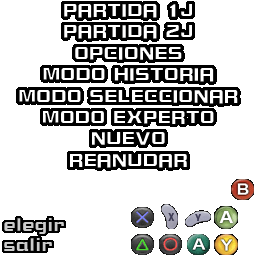 PARTIDA 1J
PARTIDA 2J
OPCIONES
MODO HISTORIA
MODO SELECCIONAR
MODO EXPERTO
NUEVO
REANUDAR
B
elegir X Y A
salir A Y